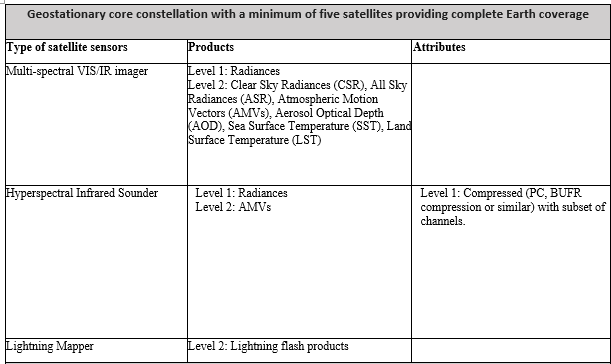 Geostationary core constellation with a minimum of five satellites providing complete Earth coverage
Type of satellite sensors
Products
Attributes
Multi-spectral VIS/IR imager
Level 1: Radiances
Level 2: Clear Sky Radiances (CSR), All Sky
Radiances (ASR), Atmospheric Motion
Vectors (AMVs), Aerosol Optical Depth
(AOD), Sea Surface Temperature (SST), Land
Surface Temperature (LST)
Hyperspectral Infrared Sounder
Level 1: Radiances
Level 2: AMVs
Level 1: Compressed (PC, BUFR
compression or similar) with subset of
channels.
Lightning Mapper
Level 2: Lightning flash products